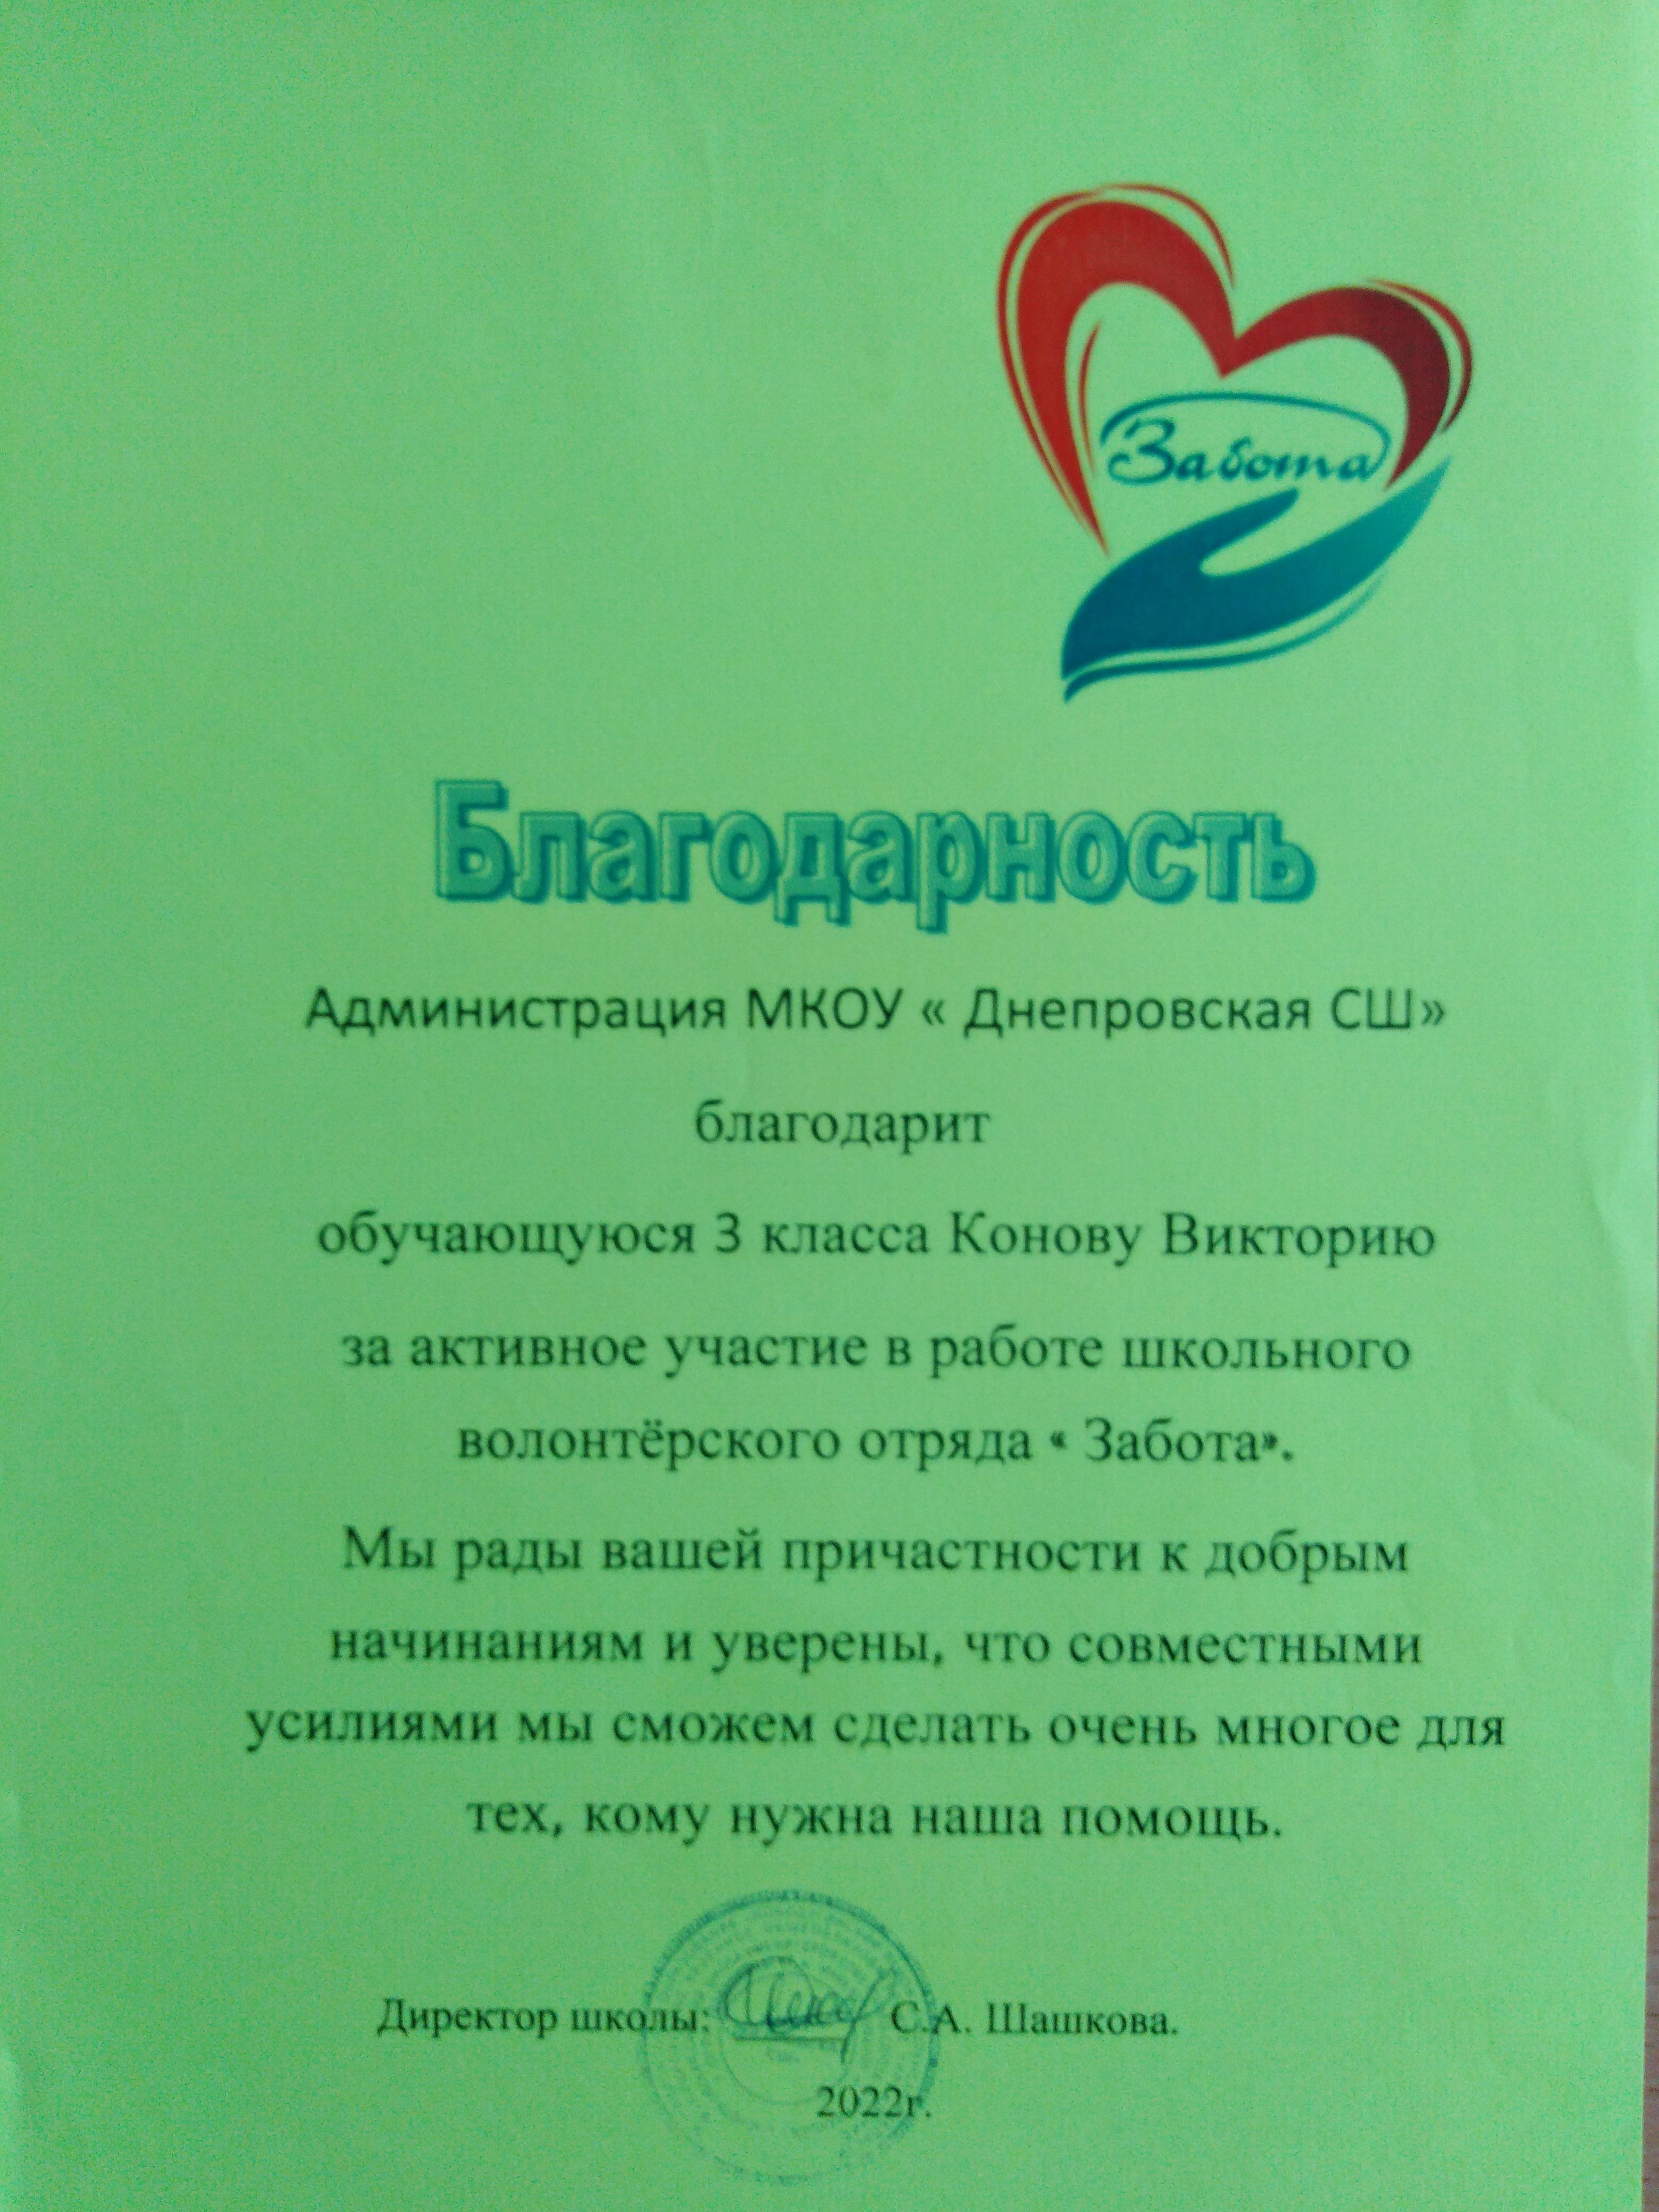 Забота
Благодарность
Администрация МКОУ « Днепровская СШ»
благодарит
обучающуюся 3 класса Конову Викторию
за активное участие в работе школьного
волонтёрского отряда « Забота».
Мы рады вашей причастности к добрым
начинаниям и уверены, что совместными
усилиями мы сможем сделать очень многое для
тех, кому нужна наша помощь.
Директор школы: С.А. Шашкова.
2022г.